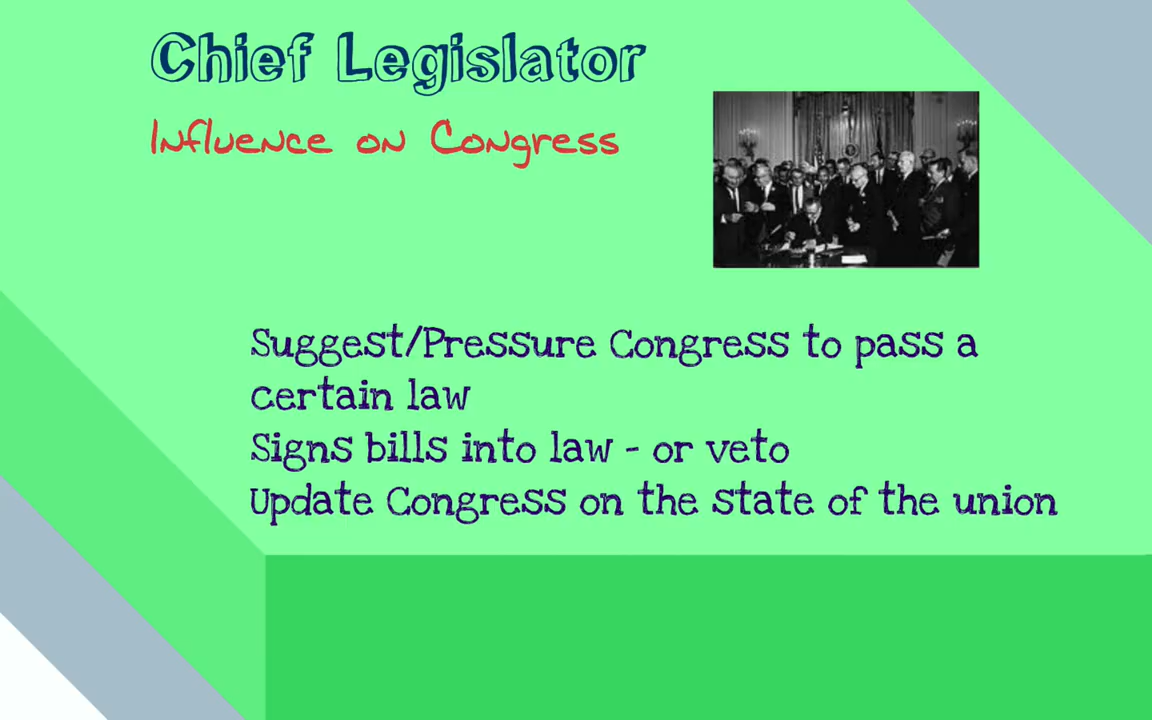 Chief Legislator
Influence on Congress
Suggest/Pressure Congress to pass a
certain law
Signs bills into law - or veto
Update Congress on the state of the union